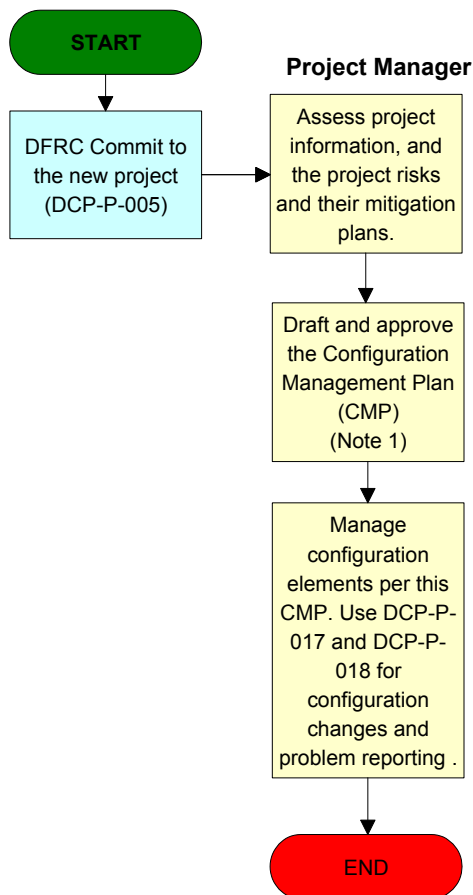 START
Project Manager
DFRC Commit to
the new project
(DCP-P-005)
Assess project
information, and
the project risks
and their mitigation
plans.
Draft and approve
the Configuration
Management Plan
(CMP)
(Note 1)
Manage
configuration
elements per this
CMP. Use DCP-P-
017 and DCP-P-
018 for
configuration
changes and
problem reporting .
END